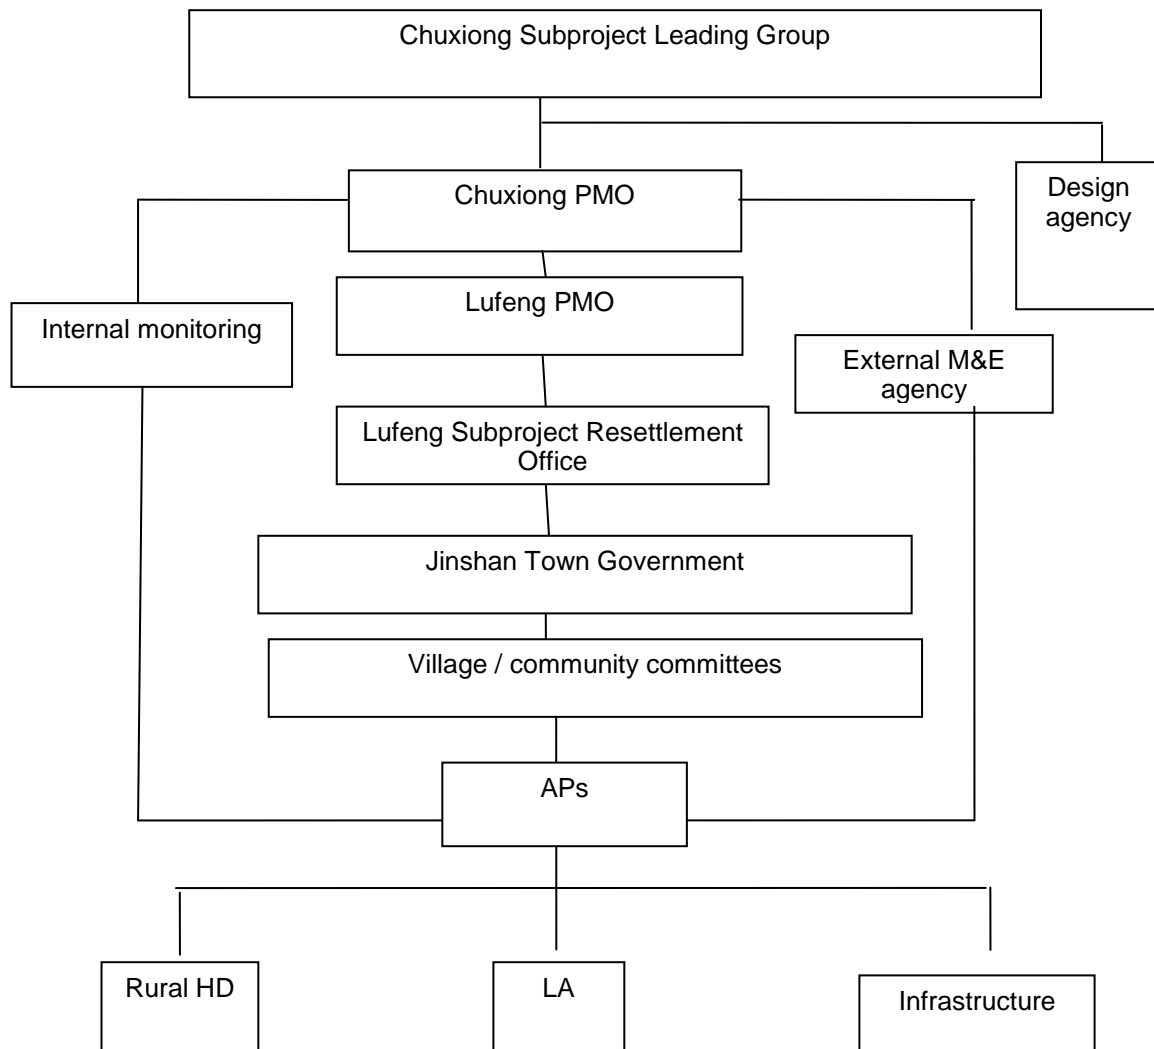 Chuxiong Subproject Leading Group
Chuxiong PMO
Design
agency
Lufeng PMO
Internal monitoring
External M&E
agency
Lufeng Subproject Resettlement
Office
Jinshan Town Government
Village / community committees
APs
Rural HD
LA
Infrastructure